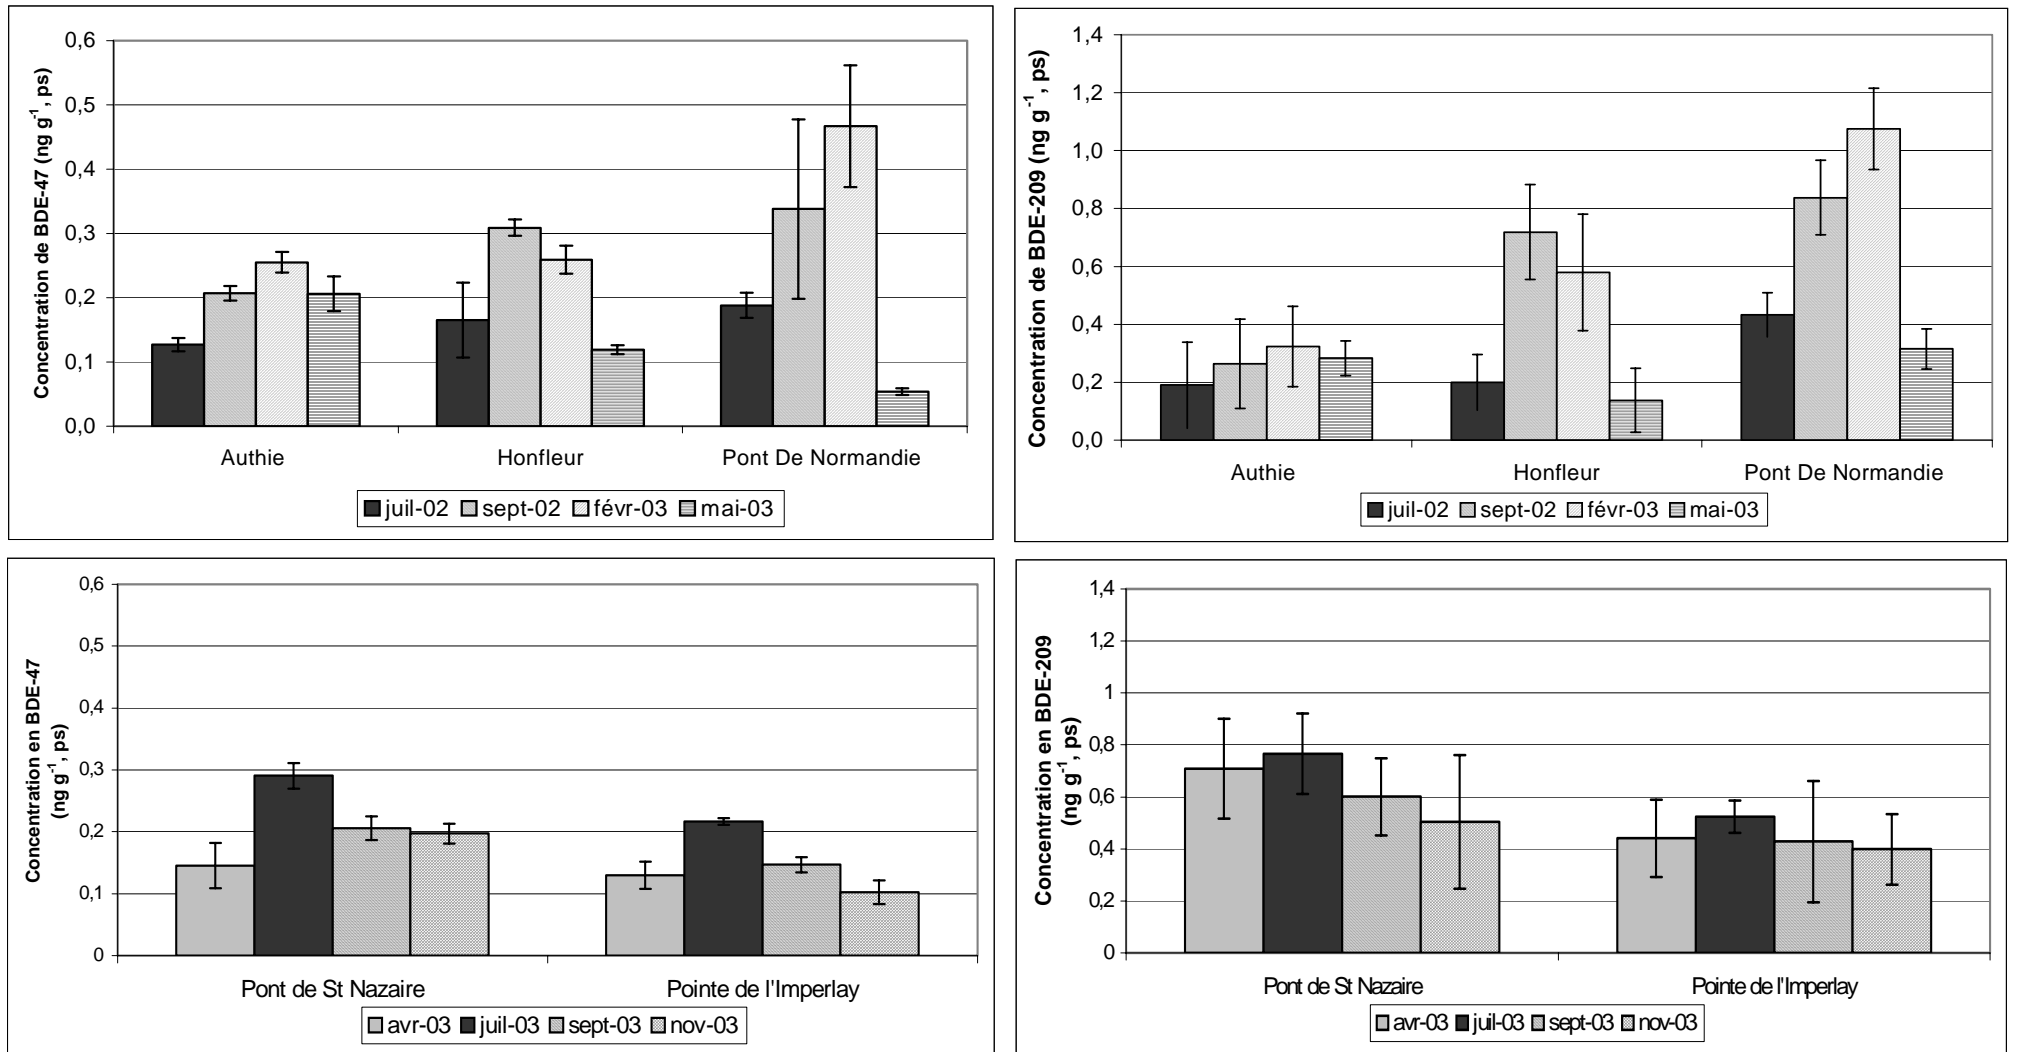 Concentration de BDE-47 (ng g-1, ps)
0,6
0,5
0,4
0,3
0,2
0,1
0,0
Authie Honfleur Pont De Normandie
juil-02 sept-02 févr-03 mai-03
Concentration de BDE-209 (ng g-1, ps)
1,4
1,2
1,0
0,8
0,6
0,4
0,2
0,0
Authie Honfleur Pont De Normandie
juil-02 sept-02 févr-03 mai-03
Concentration en BDE-47
(ng g-1, ps)
0,6
0,5
0,4
0,3
0,2
0,1
0
Pont de St Nazaire Pointe de l'Imperlay
avr-03 juil-03 sept-03 nov-03
Concentration en BDE-209
(ng g-1, ps)
1,4
1,2
1
0,8
0,6
0,4
0,2
0
Pont de St Nazaire Pointe de l'Imperlay
avr-03 juil-03 sept-03 nov-03